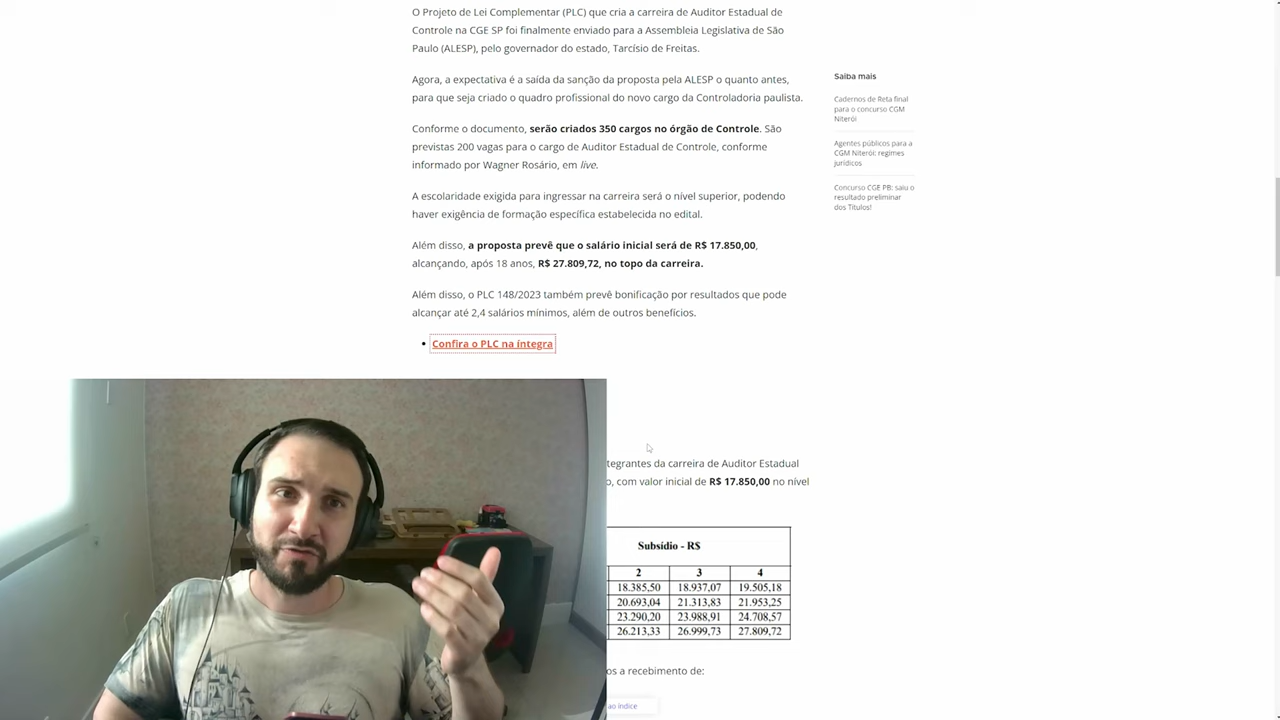 O Projeto de Lei Complementar (PLC) que cria a carreira de Auditor Estadual de
Controle na CGE SP foi finalmente enviado para a Assembleia Legislativa de São
Paulo (ALESP), pelo governador do estado, Tarcísio de Freitas.
Agora, a expectativa é a saída da sanção da proposta pela ALESP o quanto antes,
para que seja criado o quadro profissional do novo cargo da Controladoria paulista.
Conforme o documento, serão criados 350 cargos no órgão de Controle. São
previstas 200 vagas para o cargo de Auditor Estadual de Controle, conforme
informado por Wagner Rosário, em live.
A escolaridade exigida para ingressar na carreira será o nível superior, podendo
haver exigência de formação específica estabelecida no edital.
Além disso, a proposta prevê que o salário inicial será de R$ 17.850,00,
alcançando, após 18 anos, R$ 27.809,72, no topo da carreira.
Além disso, o PLC 148/2023 também prevê bonificação por resultados que pode
alcançar até 2,4 salários mínimos, além de outros benefícios.
• Confira o PLC na íntegra
tegrantes da carreira de Auditor Estadual
o, com valor inicial de R$ 17.850,00 no nível
Subsídio - R$
2 3 4
18.385,50 18.937,07 19.505,18
20.693,04 21.313,83 21.953,25
23.290,20 23.988,91 24.708,57
26.213,33 26.999,73 27.809,72
os a recebimento de:
ao índice
Saiba mais
Cadernos de Reta final
para o concurso CGM
Niterói
Agentes públicos para a
CGM Niterói: regimes
jurídicos
Concurso CGE PB: saiu o
resultado preliminar
dos Títulos!